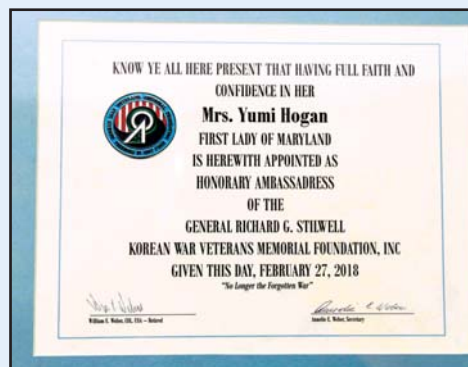 KNOW YE ALL HERE PRESENT THAT HAVING FULL FAITH AND
CONFIDENCE IN HER
Mrs. Yumi Hogan
FIRST LADY OF MARYLAND
IS HEREWITH APPOINTED AS
HONORARY AMBASSADRESS
OF THE
GENERAL RICHARD G. STILWELL
KOREAN WAR VETERANS MEMORIAL FOUNDATION, INC
GIVEN THIS DAY, FEBRUARY 27, 2018
"No Longer the Forgotten War"
William E. Weber, COL, USA – Retired
Annelie E. Weber, Secretary